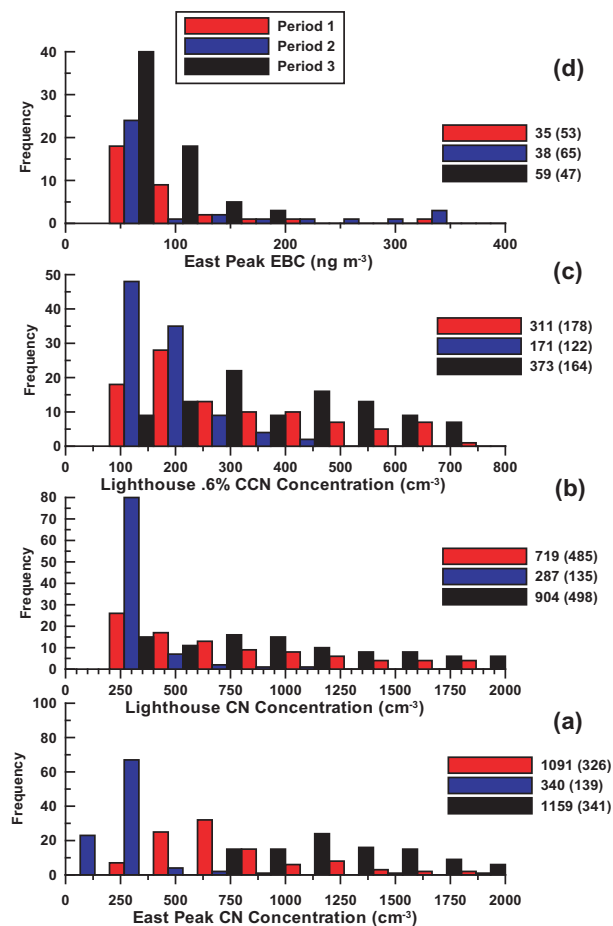 Period 1
Period 2
Period 3
(d)
40
30
20
10
0
Frequency
35 (53)
38 (65)
59 (47)
0 100 200 300 400
East Peak EBC (ng m-3)
(c)
50
40
30
20
10
0
Frequency
311 (178)
171 (122)
373 (164)
0 100 200 300 400 500 600 700 800
Lighthouse .6% CCN Concentration (cm-3)
(b)
80
70
60
50
40
30
20
10
0
Frequency
719 (485)
287 (135)
904 (498)
0 250 500 750 1000 1250 1500 1750 2000
Lighthouse CN Concentration (cm-3)
(a)
100
80
60
40
20
0
Frequency
1091 (326)
340 (139)
1159 (341)
0 250 500 750 1000 1250 1500 1750 2000
East Peak CN Concentration (cm-3)